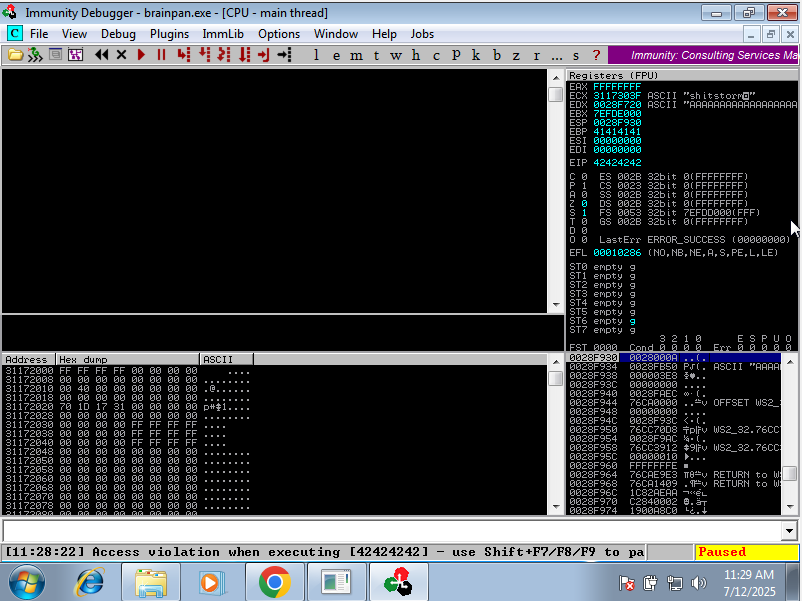 Immunity Debugger - brainpan.exe - [CPU - main thread]
C File View Debug Plugins ImmLib Options Window Help Jobs
l e m t w h c P k b z r ... s ? Immunity: Consulting Services Ma
Registers (FPU)
EAX FFFFFFFF
ECX 3117303F ASCII "shitstorm
EDX 0028F720 ASCII "AAAAAAAAAAAAAAAAAA
EBX 7EFDE000
ESP 0028F930
EBP 41414141
ESI 00000000
EDI 00000000
EIP 42424242
C 0 ES 002B 32bit 0(FFFFFFFF)
P 1 CS 0023 32bit 0(FFFFFFFF)
A 0 SS 002B 32bit 0(FFFFFFFF)
Z 0 DS 002B 32bit 0(FFFFFFFF)
S 1 FS 0053 32bit 7EFDD000(FFF)
T 0 GS 002B 32bit 0(FFFFFFFF)
D 0
O 0 LastErr ERROR_SUCCESS (00000000)
EFL 00010286 (NO,NB,NE,A,S,PE,L,LE)
ST0 empty g
ST1 empty g
ST2 empty g
ST3 empty g
ST4 empty g
ST5 empty g
ST6 empty g
ST7 empty g
3 2 1 0 E S P U O
FST 0000 Cond 0 0 0 0 Err 0 0 0 0 0
Address Hex dump ASCII
31172000 FF FF FF FF 00 00 00 00 ....
31172008 00 00 00 00 00 00 00 00 ........
31172010 00 40 00 00 00 00 00 00 .@......
31172018 00 00 00 00 00 00 00 00 ........
31172020 70 1D 17 31 00 00 00 00
31172028 00 00 00 00 00 00 00 00 ........
31172030 00 00 00 00 FF FF FF FF ....
31172038 00 00 00 00 FF FF FF FF ....
31172040 00 00 00 00 FF FF FF FF ....
31172048 00 00 00 00 00 00 00 00 ........
31172050 00 00 00 00 00 00 00 00 ........
31172058 00 00 00 00 00 00 00 00 ........
31172060 00 00 00 00 00 00 00 00 ........
31172068 00 00 00 00 00 00 00 00 ........
31172070 00 00 00 00 00 00 00 00 ........
31172078 00 00 00 00 00 00 00 00 ........
0028F930 0028000A ..(.
0028F934 0028FB50 ASCII "AAAA
0028F938 000003E8
0028F93C 00000000 ....
0028F940 0028FAEC
0028F944 76CA0000 OFFSET WS2_
0028F948 00000000 ....
0028F94C 0028F93C
0028F950 76CC70D8 WS2_32.76CC7
0028F954 0028F9AC
0028F958 76CC3912 WS2_32.76CC3
0028F95C 00000010
0028F960 FFFFFFFE
0028F964 76CAE9E3 RETURN to WS
0028F968 76CA1409 RETURN to WS
0028F96C 1C82AEAA
0028F970 C2840002
0028F974 1900A8C0
[11:28:22] Access violation when executing [42424242] - use Shift+F7/F8/F9 to pa
Paused
11:29 AM
7/12/2025